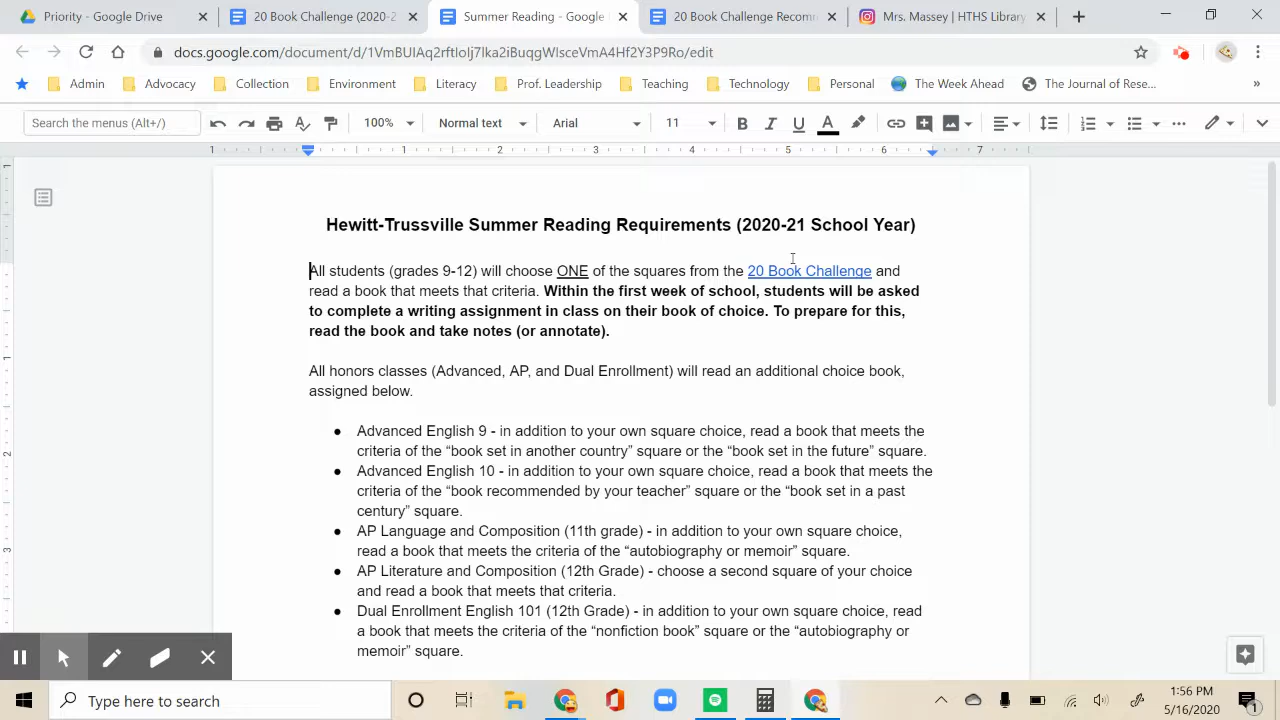 Priority - Google Drive
20 Book Challenge (2020-2
Summer Reading - Google
20 Book Challenge Recomm
Mrs. Massey | HTHS Library
docs.google.com/document/d/1VmBUIAq2rftIoIj7Ika2iBuqgWIsceVmA4Hf2Y3P9Ro/edit
Admin Advocacy Collection Environment Literacy Prof. Leadership Teaching Technology Personal The Week Ahead The Journal of Rese... »
Search the menus (Alt+/) 100% Normal text Arial 11 B I U A
1 1 2 3 4 5 6 7
Hewitt-Trussville Summer Reading Requirements (2020-21 School Year)
All students (grades 9-12) will choose ONE of the squares from the 20 Book Challenge and
read a book that meets that criteria. Within the first week of school, students will be asked
to complete a writing assignment in class on their book of choice. To prepare for this,
read the book and take notes (or annotate).
All honors classes (Advanced, AP, and Dual Enrollment) will read an additional choice book,
assigned below.
● Advanced English 9 - in addition to your own square choice, read a book that meets the
criteria of the “book set in another country” square or the “book set in the future” square.
● Advanced English 10 - in addition to your own square choice, read a book that meets the
criteria of the “book recommended by your teacher” square or the “book set in a past
century” square.
● AP Language and Composition (11th grade) - in addition to your own square choice,
read a book that meets the criteria of the “autobiography or memoir” square.
● AP Literature and Composition (12th Grade) - choose a second square of your choice
and read a book that meets that criteria.
● Dual Enrollment English 101 (12th Grade) - in addition to your own square choice, read
a book that meets the criteria of the “nonfiction book” square or the “autobiography or
memoir” square.
Type here to search
1:56 PM
5/16/2020